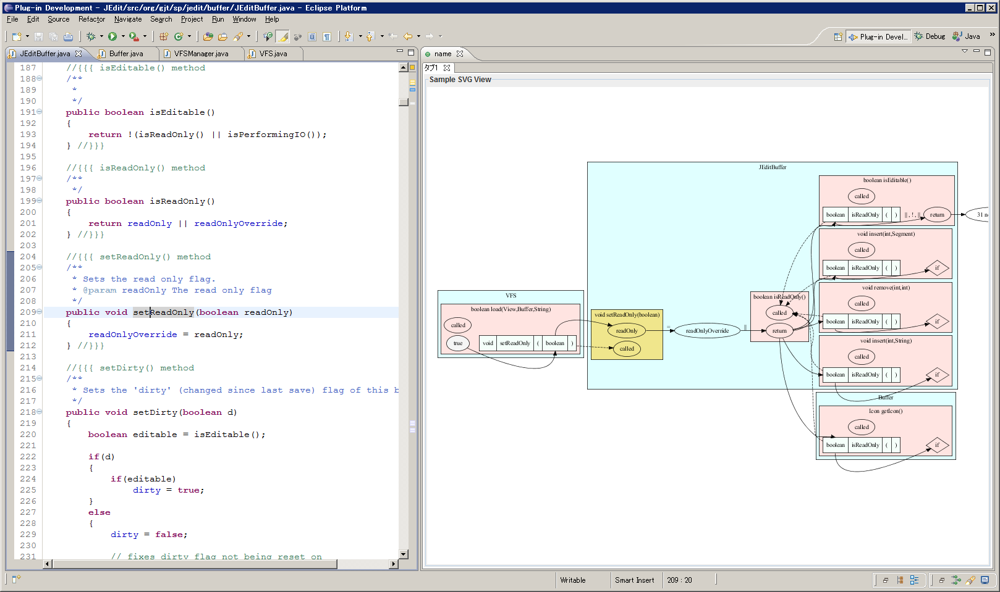 Plug-in Development - JEdit/src/org/gjt/sp/jedit/buffer/JEditBuffer.java - Eclipse Platform
File Edit Source Refactor Navigate Search Project Run Window Help
Plug-in Devel... Debug Java »
JEditBuffer.java Buffer.java VFSManager.java VFS.java
187 //{{{ isEditable() method
188 /**
189 *
190 */
191 public boolean isEditable()
192 {
193 return !(isReadOnly() || isPerformingIO());
194 } //}}}
195
196 //{{{ isReadOnly() method
197 /**
198 */
199 public boolean isReadOnly()
200 {
201 return readOnly || readOnlyOverride;
202 } //}}}
203
204 //{{{ setReadOnly() method
205 /**
206 * Sets the read only flag.
207 * @param readOnly The read only flag
208 */
209 public void setReadOnly(boolean readOnly)
210 {
211 readOnlyOverride = readOnly;
212 } //}}}
213
214 //{{{ setDirty() method
215 /**
216 * Sets the 'dirty' (changed since last save) flag of this b
217 */
218 public void setDirty(boolean d)
219 {
220 boolean editable = isEditable();
221
222 if(d)
223 {
224 if(editable)
225 dirty = true;
226 }
227 else
228 {
229 dirty = false;
230
231 // fixes dirty flag not being reset on
name
タブ1
Sample SVG View
JEditBuffer
boolean isEditable()
called
boolean isReadOnly ( ) ||,!,|| return 31 n
void insert(int,Segment)
called
boolean isReadOnly ( ) if
void remove(int,int)
called
boolean isReadOnly ( ) if
void insert(int,String)
called
boolean isReadOnly ( ) if
VFS
boolean load(View,Buffer,String)
called
true void setReadOnly ( boolean )
void setReadOnly(boolean)
readOnly
called
= readOnlyOverride ||
boolean isReadOnly()
called
return
Buffer
Icon getIcon()
called
boolean isReadOnly ( ) if
Writable Smart Insert 209 : 20